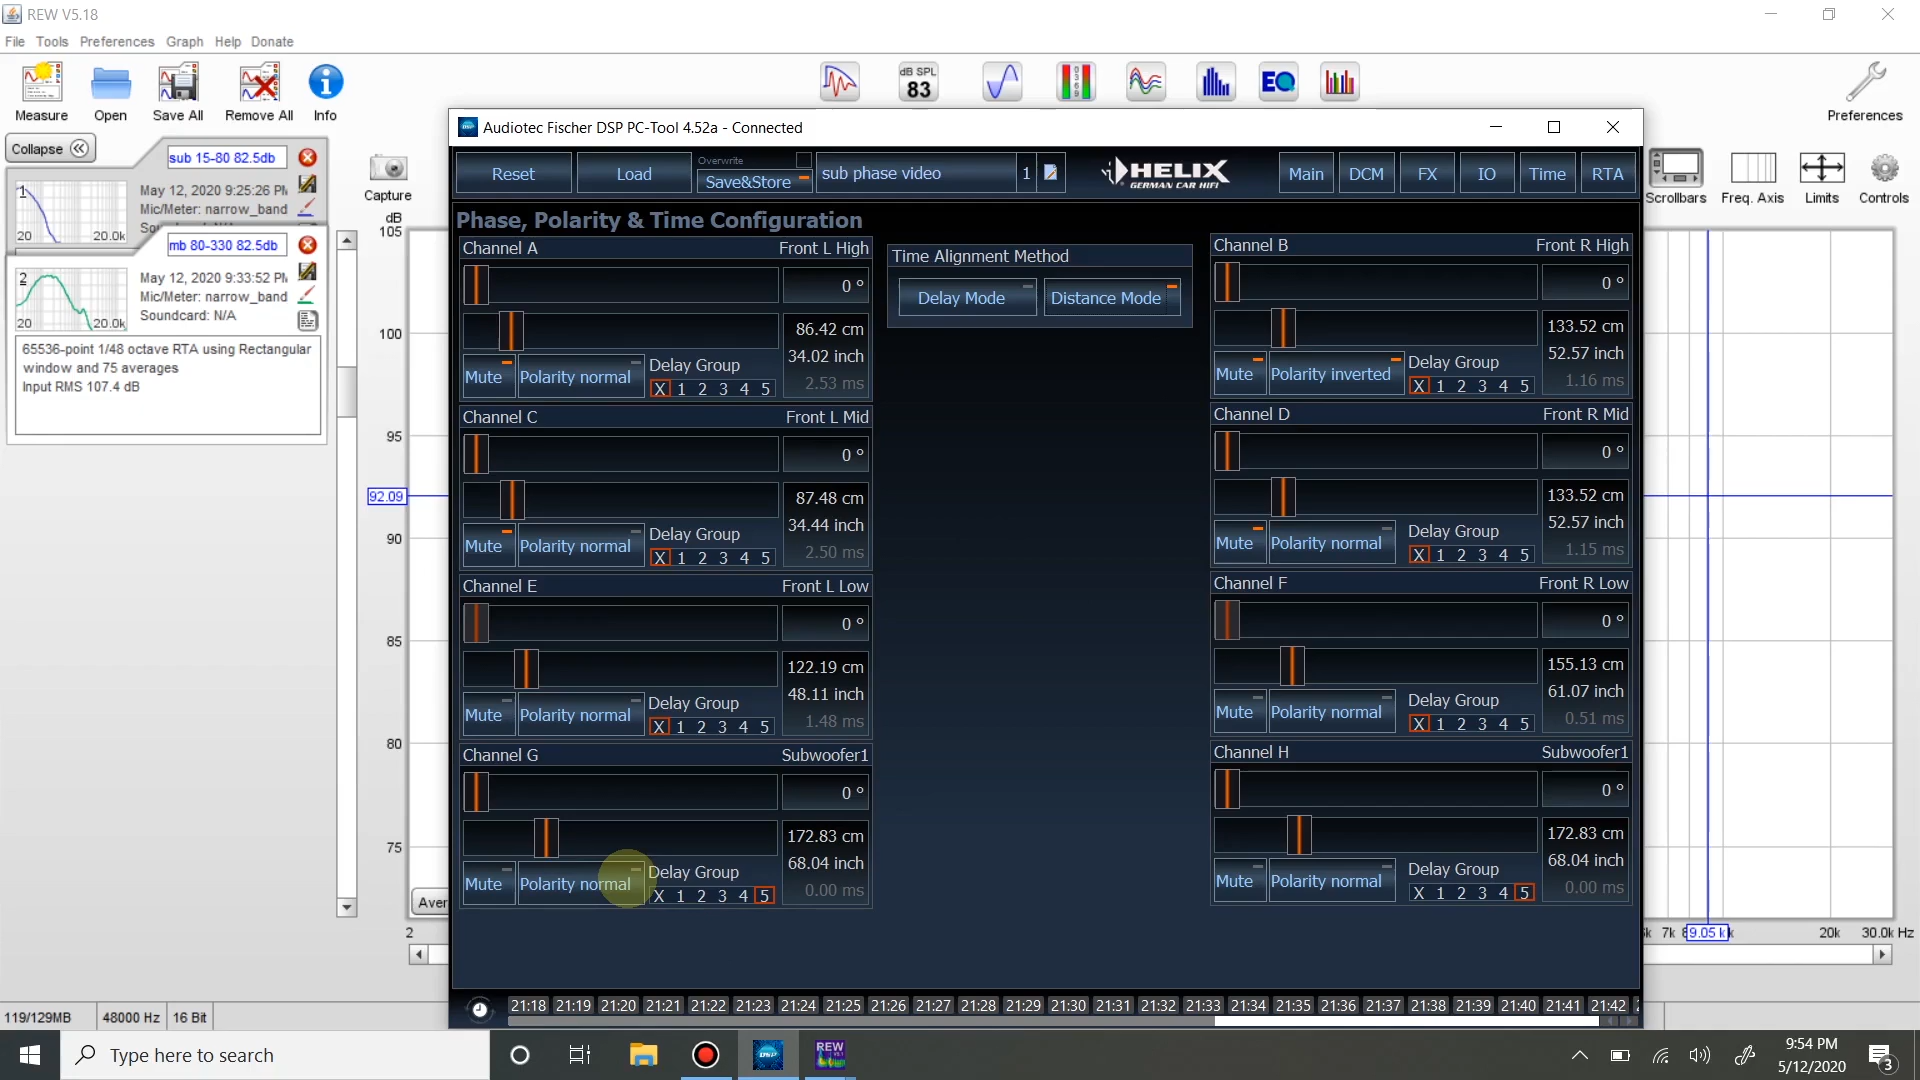 REW V5.18
File Tools Preferences Graph Help Donate
Measure Open Save All Remove All Info
dB SPL
83
EQ
Preferences
Collapse
sub 15-80 82.5db
1
20 20.0k
May 12, 2020 9:25:26 PM
Mic/Meter: narrow_band
mb 80-330 82.5db
2
20 20.0k
May 12, 2020 9:33:52 PM
Mic/Meter: narrow_band
Soundcard: N/A
65536-point 1/48 octave RTA using Rectangular
window and 75 averages
Input RMS 107.4 dB
Capture
dB
105
100
95
92.09
90
85
80
75
Aver
2
Scrollbars Freq. Axis Limits Controls
7k 9.05 k 20k 30.0k Hz
119/129MB 48000 Hz 16 Bit
DSP Audiotec Fischer DSP PC-Tool 4.52a - Connected
Reset Load Overwrite Save&Store sub phase video 1 HELIX GERMAN CAR HIFI Main DCM FX IO Time RTA
Phase, Polarity & Time Configuration
Channel A Front L High
0 °
86.42 cm
34.02 inch
2.53 ms
Mute Polarity normal Delay Group
X 1 2 3 4 5
Channel C Front L Mid
0 °
87.48 cm
34.44 inch
2.50 ms
Mute Polarity normal Delay Group
X 1 2 3 4 5
Channel E Front L Low
0 °
122.19 cm
48.11 inch
1.48 ms
Mute Polarity normal Delay Group
X 1 2 3 4 5
Channel G Subwoofer1
0 °
172.83 cm
68.04 inch
0.00 ms
Mute Polarity normal Delay Group
X 1 2 3 4 5
Time Alignment Method
Delay Mode Distance Mode
Channel B Front R High
0 °
133.52 cm
52.57 inch
1.16 ms
Mute Polarity inverted Delay Group
X 1 2 3 4 5
Channel D Front R Mid
0 °
133.52 cm
52.57 inch
1.15 ms
Mute Polarity normal Delay Group
X 1 2 3 4 5
Channel F Front R Low
0 °
155.13 cm
61.07 inch
0.51 ms
Mute Polarity normal Delay Group
X 1 2 3 4 5
Channel H Subwoofer1
0 °
172.83 cm
68.04 inch
0.00 ms
Mute Polarity normal Delay Group
X 1 2 3 4 5
21:18 21:19 21:20 21:21 21:22 21:23 21:24 21:25 21:26 21:27 21:28 21:29 21:30 21:31 21:32 21:33 21:34 21:35 21:36 21:37 21:38 21:39 21:40 21:41 21:42
Type here to search
DSP
REW
9:54 PM
5/12/2020
3